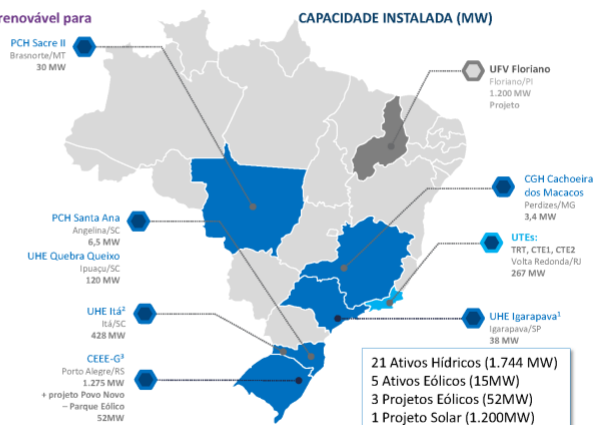 renovável para
CAPACIDADE INSTALADA (MW)
PCH Sacre II
Brasnorte/MT
30 MW
UFV Floriano
Floriano/PI
1.200 MW
Projeto
CGH Cachoeira
dos Macacos
Perdizes/MG
3,4 MW
PCH Santa Ana
Angelina/SC
6,5 MW
UHE Quebra Queixo
Ipuaçu/SC
120 MW
UTEs:
TRT, CTE1, CTE2
Volta Redonda/RJ
267 MW
UHE Itá²
Itá/SC
428 MW
UHE Igarapava¹
Igarapava/SP
38 MW
CEEE-G³
Porto Alegre/RS
1.275 MW
+ projeto Povo Novo
– Parque Eólico
52MW
21 Ativos Hídricos (1.744 MW)
5 Ativos Eólicos (15MW)
3 Projetos Eólicos (52MW)
1 Projeto Solar (1.200MW)